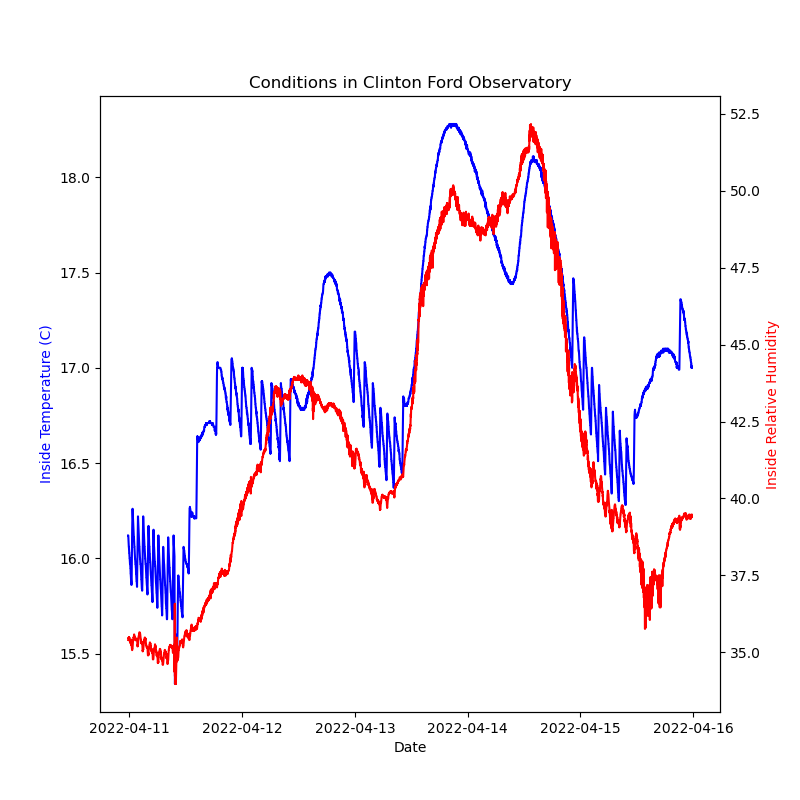 Conditions in Clinton Ford Observatory
Inside Temperature (C)
18.0
17.5
17.0
16.5
16.0
15.5
52.5
50.0
47.5
45.0
42.5
40.0
37.5
35.0
Inside Relative Humidity
2022-04-11 2022-04-12 2022-04-13 2022-04-14 2022-04-15 2022-04-16
Date